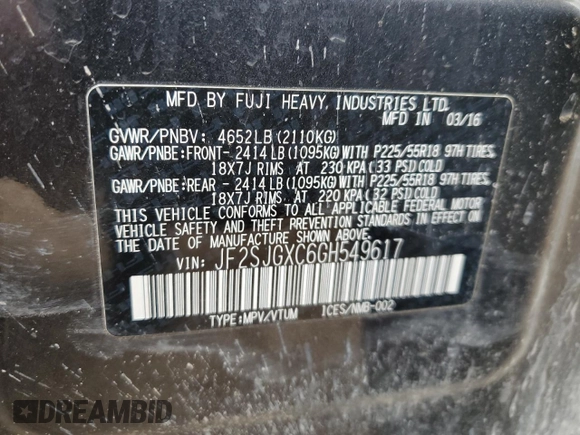 MFD BY FUJI HEAVY, INDUSTRIES LTD.
MFD IN 03/16
GVWR/PNBV: 4652LB(2110KG)
GAWR/PNBE:FRONT-2414LB(1095KG)WITH P225/55R18 97H TIRES
18X7J RIMS AT 230 KPA(33 PSI)COLD
GAWR/PNBE:REAR -2414LB(1095KG)WITH P225/55R18 97H TIRES
18X7J RIMS AT 220 KPA(32 PSI)COLD
THIS VEHICLE CONFORMS TO ALL APPLICABLE U.S. FEDERAL MOTOR
VEHICLE SAFETY AND THEFT PREVENTION STANDARDS IN EFFECT ON
THE DATE OF MANUFACTURE SHOWN ABOVE.
VIN: JF2SJGXC6GH549617
TYPE:MPV/VTUM ICES/NMB-002
DREAMBID